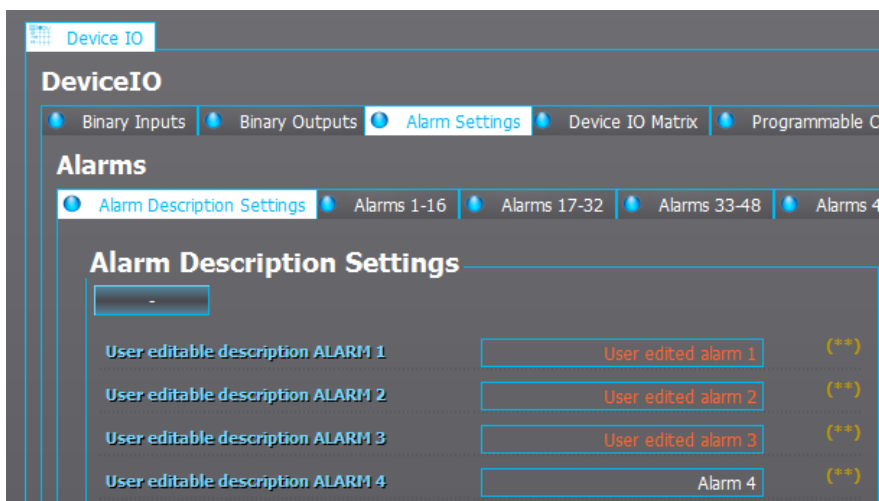 Device IO
DeviceIO
Binary Inputs Binary Outputs Alarm Settings Device IO Matrix Programmable
Alarms
Alarm Description Settings Alarms 1-16 Alarms 17-32 Alarms 33-48 Alarms 4
Alarm Description Settings
-
User editable description ALARM 1 User edited alarm 1 (**)
User editable description ALARM 2 User edited alarm 2 (**)
User editable description ALARM 3 User edited alarm 3 (**)
User editable description ALARM 4 Alarm 4 (**)